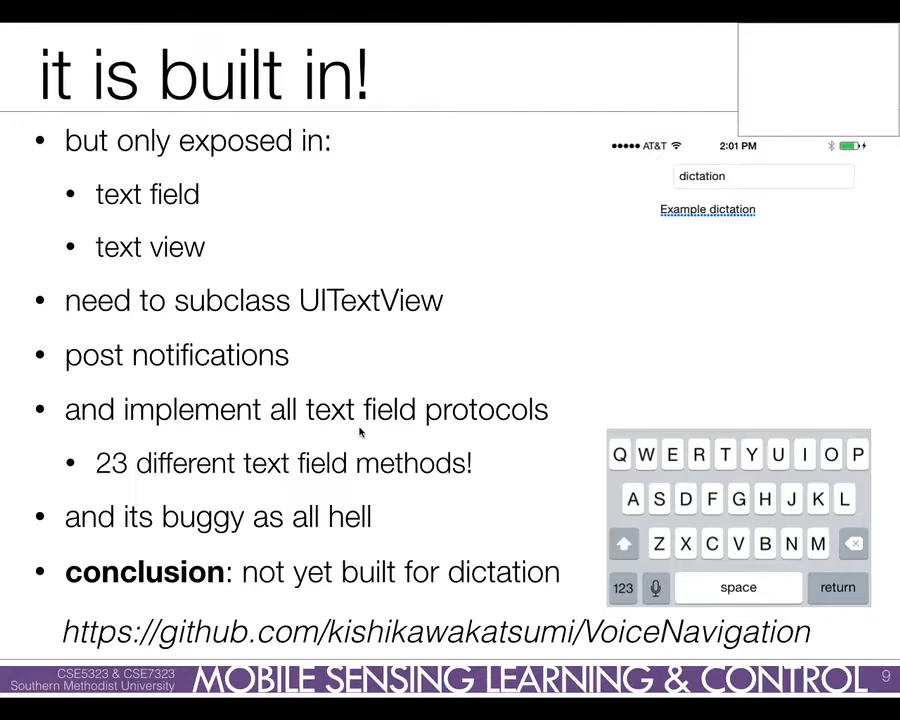 it is built in!
• but only exposed in:
• text field
• text view
• need to subclass UITextView
• post notifications
• and implement all text field protocols
• 23 different text field methods!
• and its buggy as all hell
• conclusion: not yet built for dictation
https://github.com/kishikawakatsumi/VoiceNavigation
AT&T 2:01 PM
dictation
Example dictation
Q W E R T Y U I O P
A S D F G H J K L
Z X C V B N M
123 space return
CSE5323 & CSE7323
Southern Methodist University
MOBILE SENSING LEARNING & CONTROL
9